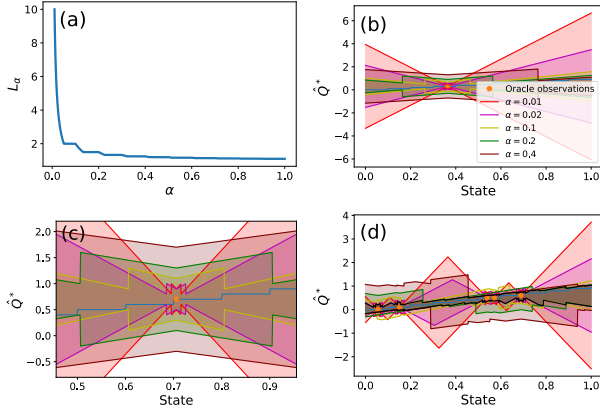 (a)
10
8
6
4
2
L_α
0.0 0.2 0.4 0.6 0.8 1.0
α
(b)
6
4
2
0
−2
−4
−6
Q̂*
Oracle observations
α = 0.01
α = 0.02
α = 0.1
α = 0.2
α = 0.4
0.0 0.2 0.4 0.6 0.8 1.0
State
(c)
2.0
1.5
1.0
0.5
0.0
−0.5
Q̂*
0.5 0.6 0.7 0.8 0.9
State
(d)
4
2
0
−2
Q̂*
0.0 0.2 0.4 0.6 0.8 1.0
State